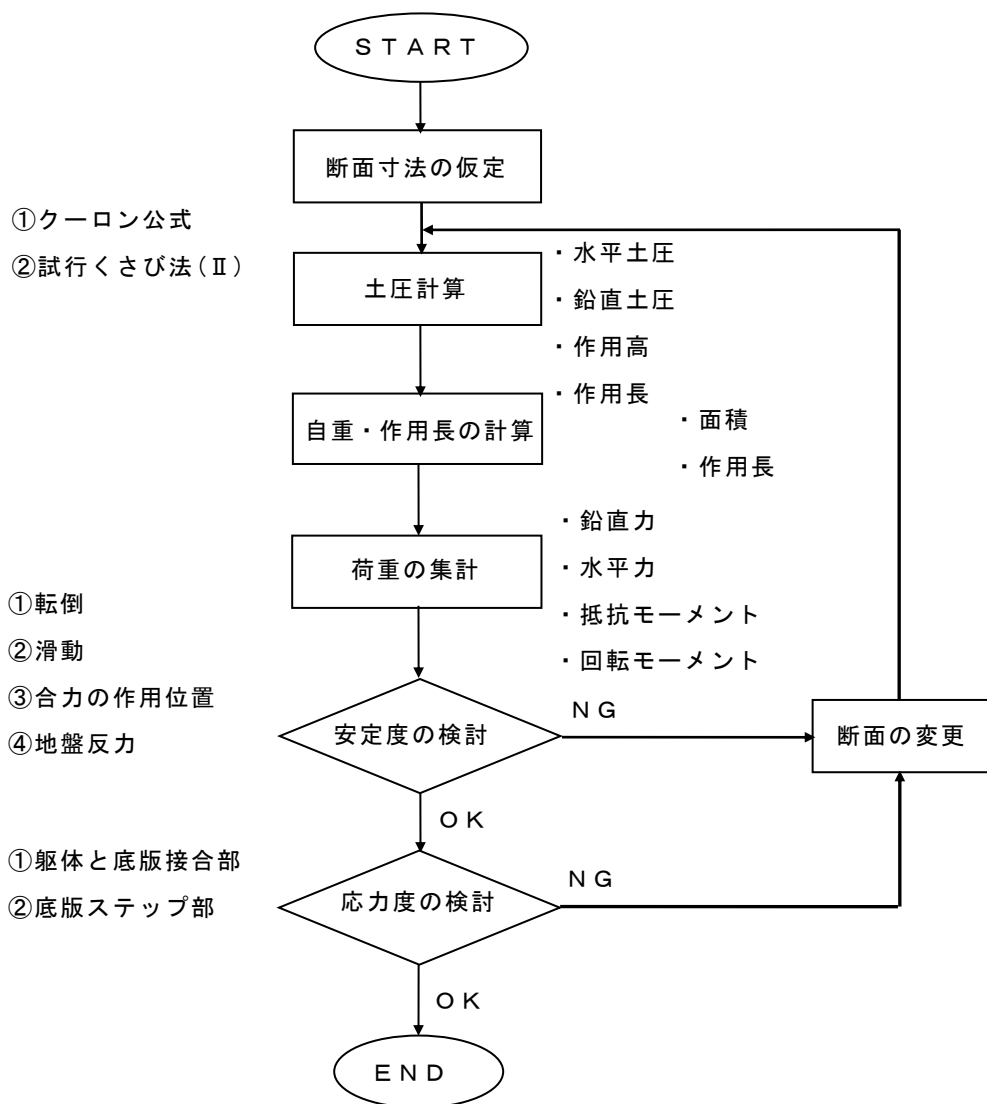 ＳＴＡＲＴ
断面寸法の仮定
①クーロン公式
②試行くさび法(Ⅱ)
土圧計算
・水平土圧
・鉛直土圧
・作用高
・作用長
自重・作用長の計算
・面積
・作用長
荷重の集計
・鉛直力
・水平力
・抵抗モーメント
・回転モーメント
①転倒
②滑動
③合力の作用位置
④地盤反力
安定度の検討
ＮＧ
断面の変更
ＯＫ
①躯体と底版接合部
②底版ステップ部
応力度の検討
ＮＧ
ＯＫ
ＥＮＤ